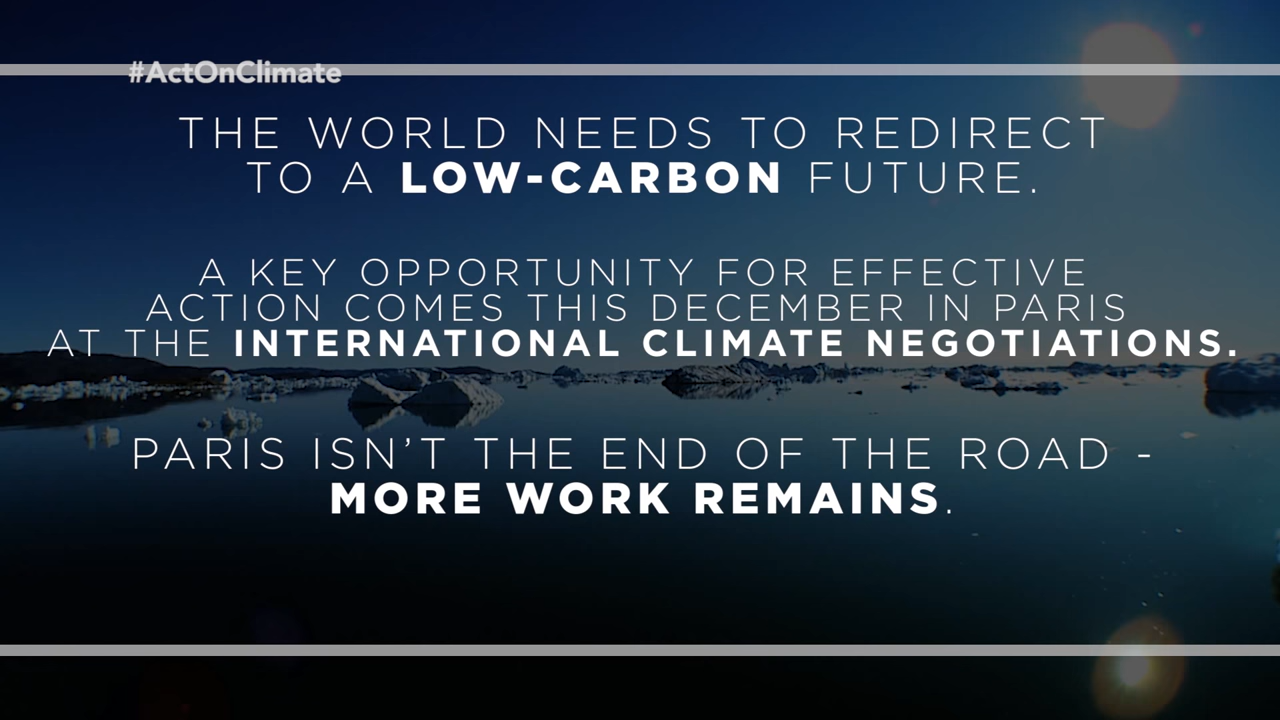 #ActOnClimate
THE WORLD NEEDS TO REDIRECT
TO A LOW-CARBON FUTURE.
A KEY OPPORTUNITY FOR EFFECTIVE
ACTION COMES THIS DECEMBER IN PARIS
AT THE INTERNATIONAL CLIMATE NEGOTIATIONS.
PARIS ISN'T THE END OF THE ROAD -
MORE WORK REMAINS.